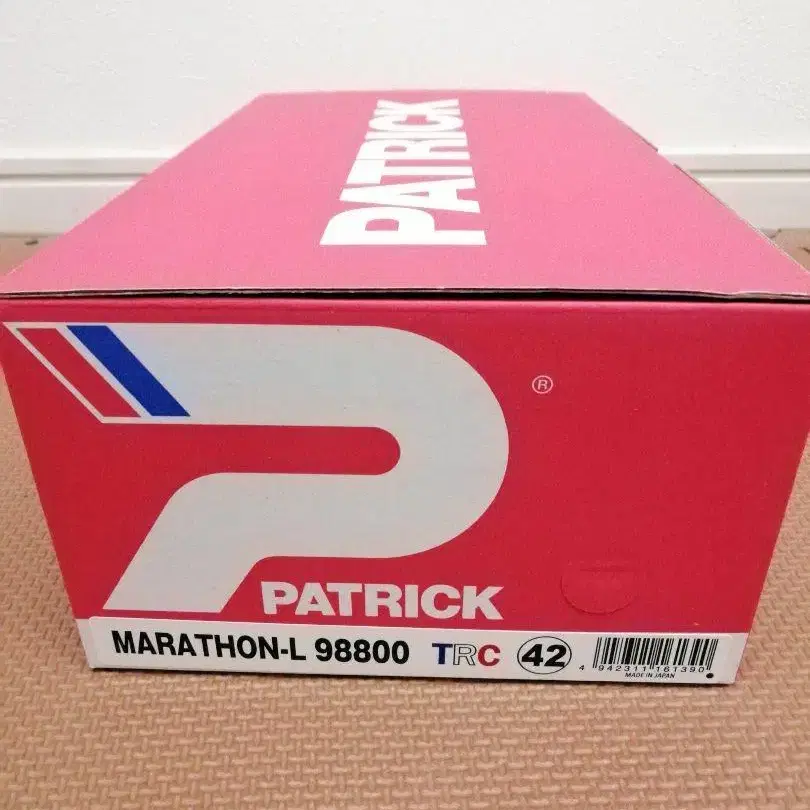 PATRICK
®
PATRICK
MARATHON-L 98800 TRC 42
4 942311 161390
MADE IN JAPAN